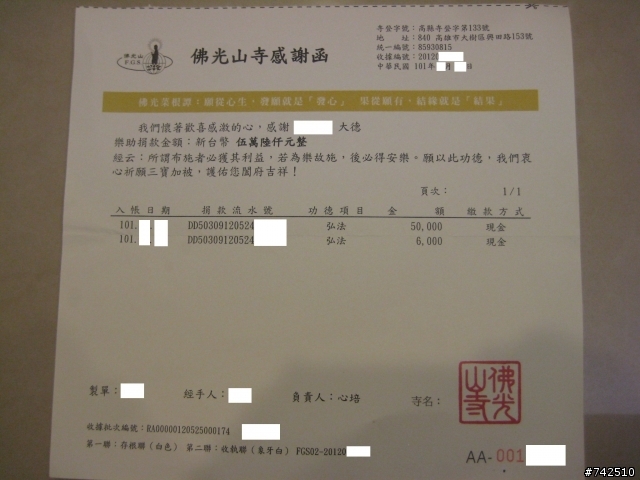 寺登字號：高縣寺登字第133號
地　　址：840 高雄市大樹區興田路153號
統一編號：85930815
收據編號：20120
中華民國 101年 月 日
佛光山
佛光山寺感謝函
佛光菜根譚：願從心生，發願就是『發心』　果從願有，結緣就是『結果』
我們懷著歡喜感激的心，感謝　　　大德
樂助捐款金額：新台幣 伍萬陸仟元整
經云：所謂布施者必獲其利益，若為樂故施，後必得安樂。願以此功德，我們衷
心祈願三寶加被，護佑您闔府吉祥！
頁次：　1/1
入帳日期　捐款流水號　功德項目　金　額　繳款方式
101.　DD50309120524　弘法　50,000　現金
101.　DD50309120524　弘法　6,000　現金
製單：　經手人：　負責人：心培　寺名：
佛光山寺
收據批次編號：RA00000120525000174
第一聯：存根聯(白色)　第二聯：收執聯(象牙白)　FGS02-20120
AA-001
#742510